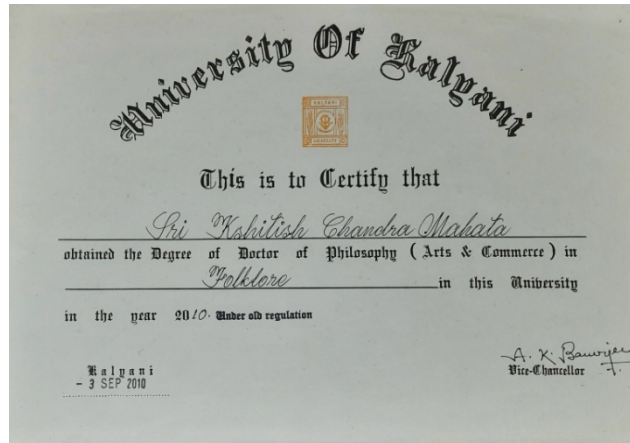 University Of Kalyani
KALYANI
This is to Certify that
Sri Kshitish Chandra Mahata
obtained the Degree of Doctor of Philosophy ( Arts & Commerce ) in
Folklore in this University
in the year 2010. Under old regulation
A. K. Banerjee
Kalyani
Vice-Chancellor
- 3 SEP 2010